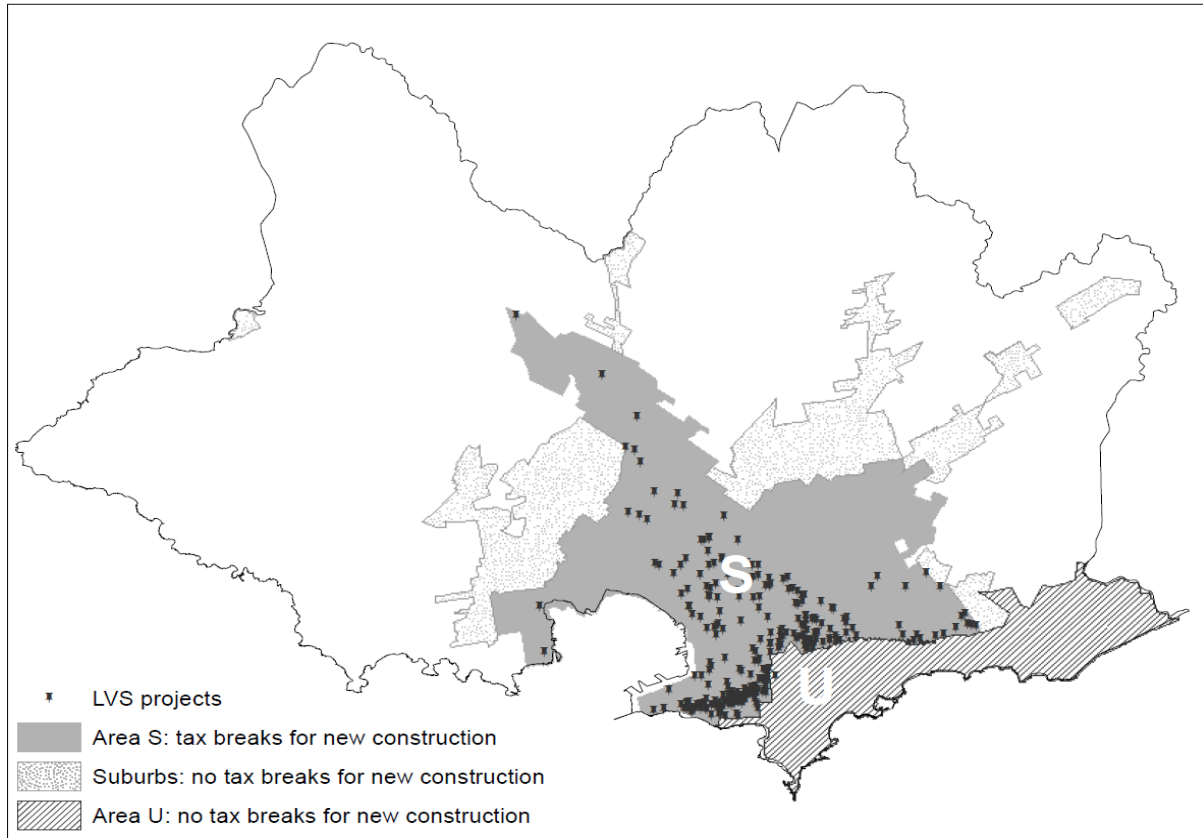 S
U
LVS projects
Area S: tax breaks for new construction
Suburbs: no tax breaks for new construction
Area U: no tax breaks for new construction